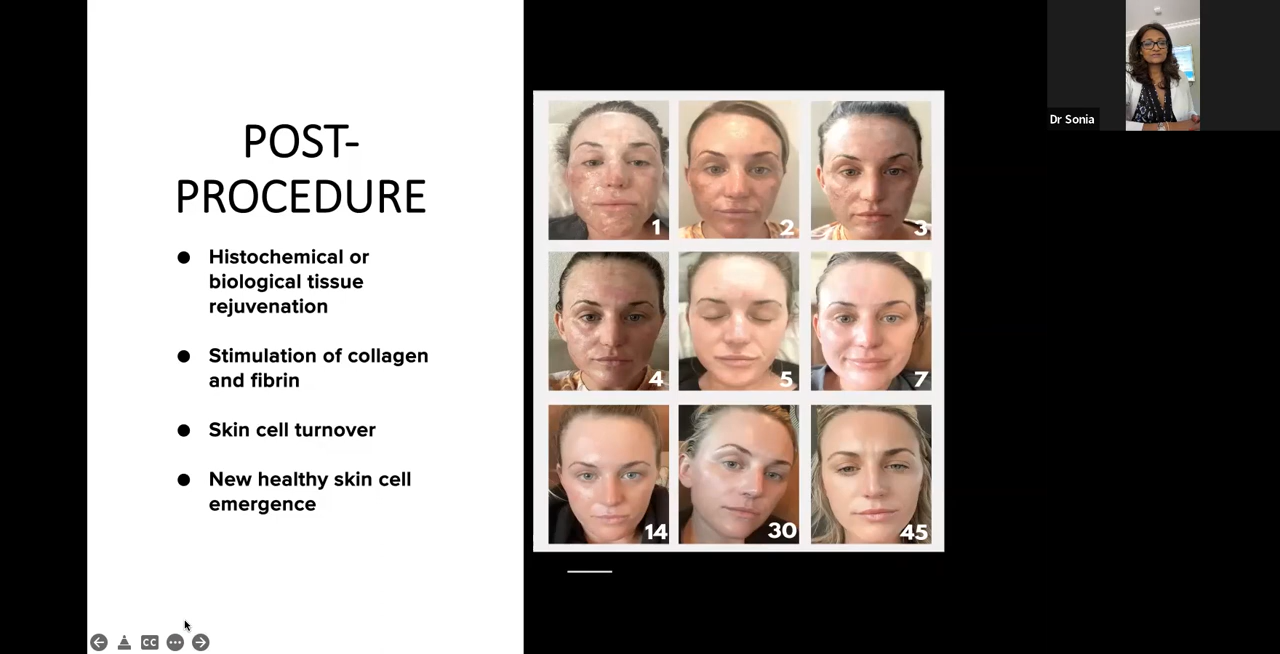 POST-
PROCEDURE
● Histochemical or
biological tissue
rejuvenation
● Stimulation of collagen
and fibrin
● Skin cell turnover
● New healthy skin cell
emergence
1
2
3
4
5
7
14
30
45
Dr Sonia
CC